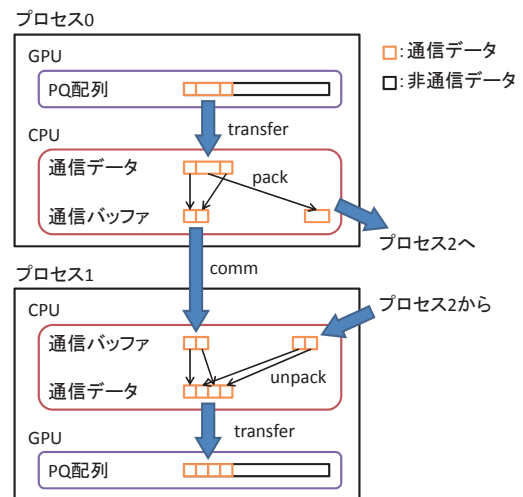 プロセス0
GPU
PQ配列
□: 通信データ
□: 非通信データ
transfer
CPU
通信データ
pack
通信バッファ
プロセス2へ
comm
プロセス1
プロセス2から
CPU
通信バッファ
unpack
通信データ
transfer
GPU
PQ配列